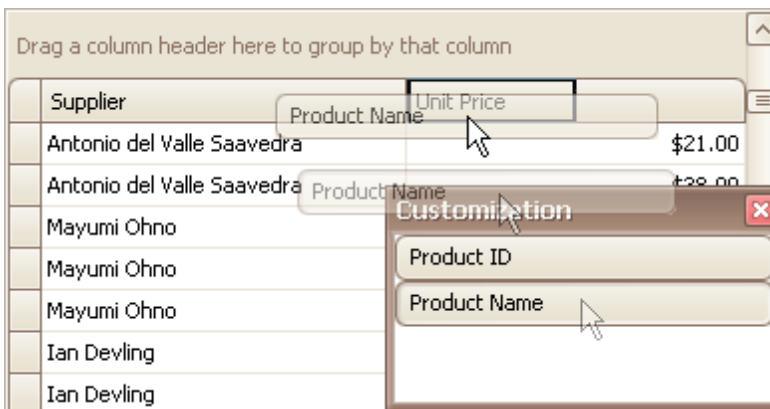 Drag a column header here to group by that column
Supplier
Product Name
Unit Price
Antonio del Valle Saavedra
$21.00
Antonio del Valle Saavedra
$38.00
Product Name
Customization
Mayumi Ohno
Product ID
Mayumi Ohno
Product Name
Mayumi Ohno
Ian Devling
Ian Devling